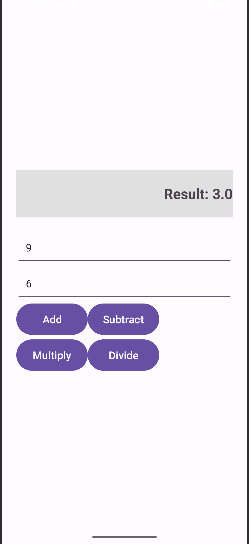 Result: 3.0
9
6
Add Subtract
Multiply Divide